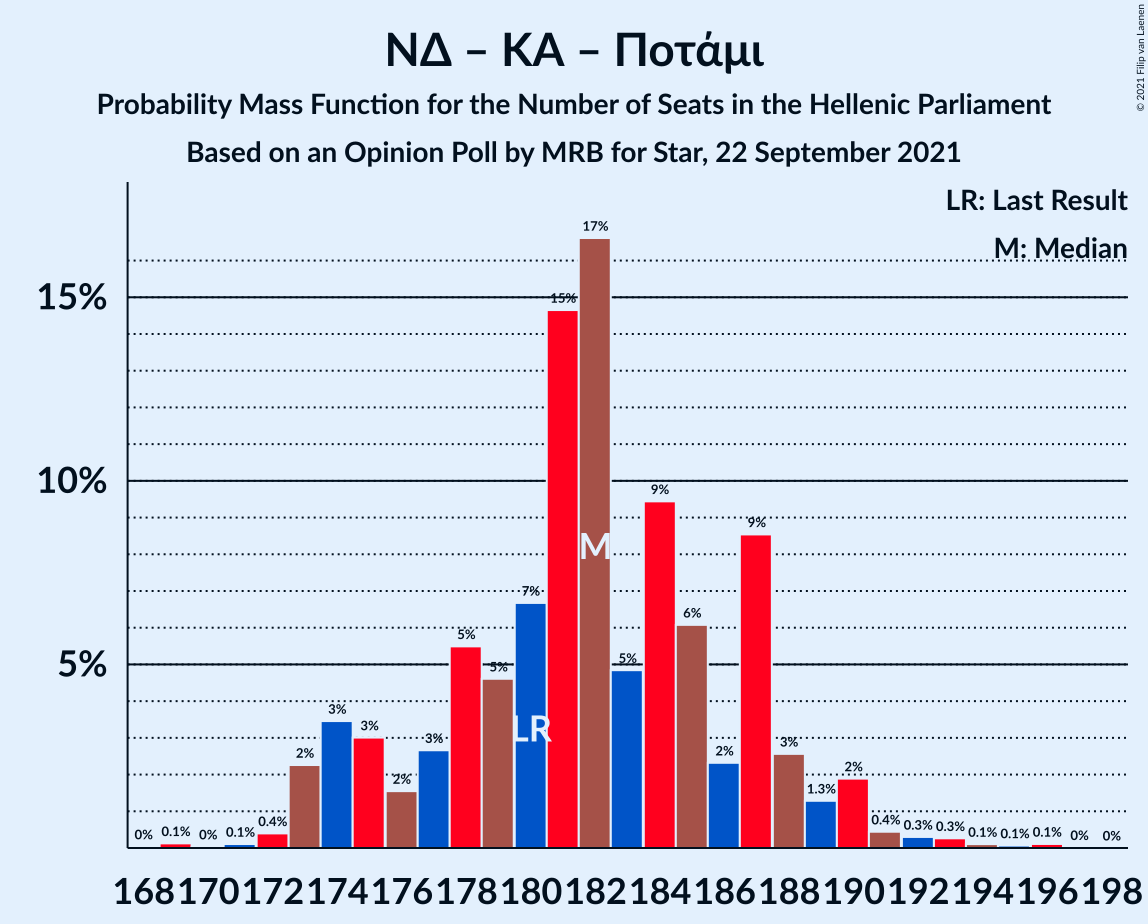 ΝΔ – ΚΑ – Ποτάμι
Probability Mass Function for the Number of Seats in the Hellenic Parliament
Based on an Opinion Poll by MRB for Star, 22 September 2021
© 2021 Filip van Laenen
LR: Last Result
M: Median
15%
10%
5%
0% 0.1% 0% 0.1% 0.4% 2% 3% 3% 2% 3% 5% 5% 7% 15% 17% 5% 9% 6% 2% 9% 3% 1.3% 2% 0.4% 0.3% 0.3% 0.1% 0.1% 0.1% 0% 0%
M
LR
168 170 172 174 176 178 180 182 184 186 188 190 192 194 196 198